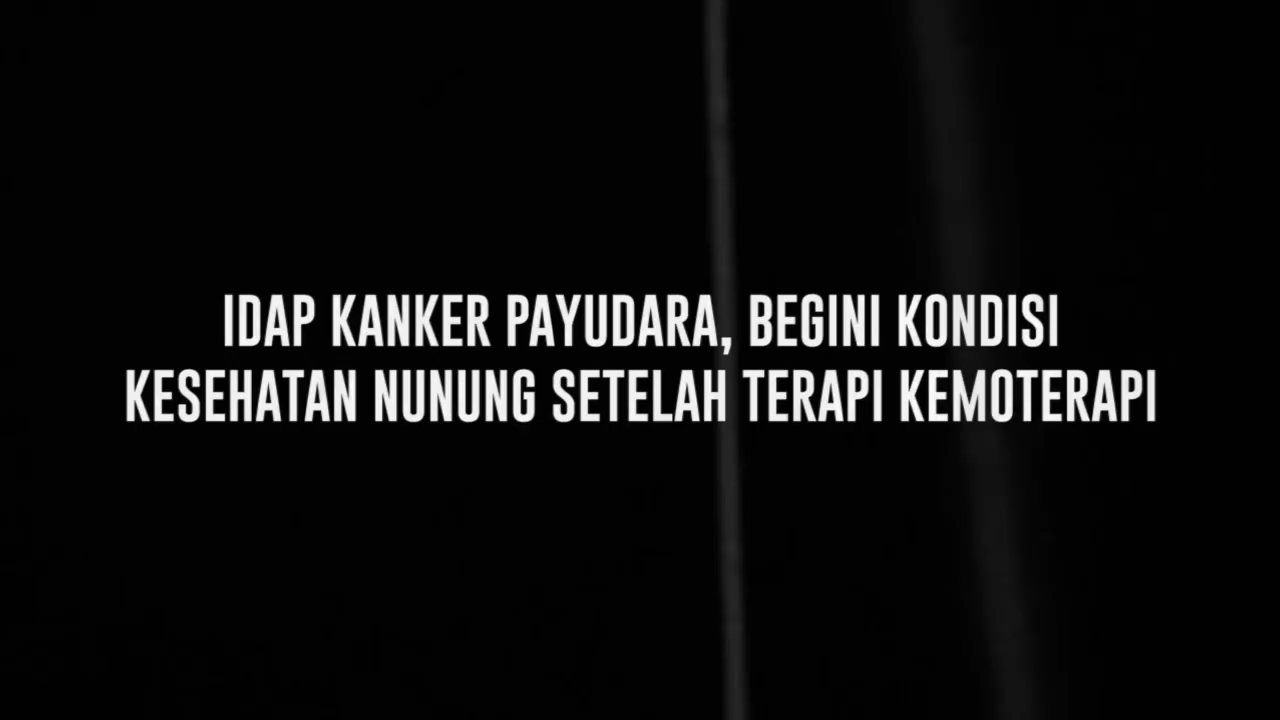 IDAP KANKER PAYUDARA, BEGINI KONDISI
KESEHATAN NUNUNG SETELAH TERAPI KEMOTERAPI